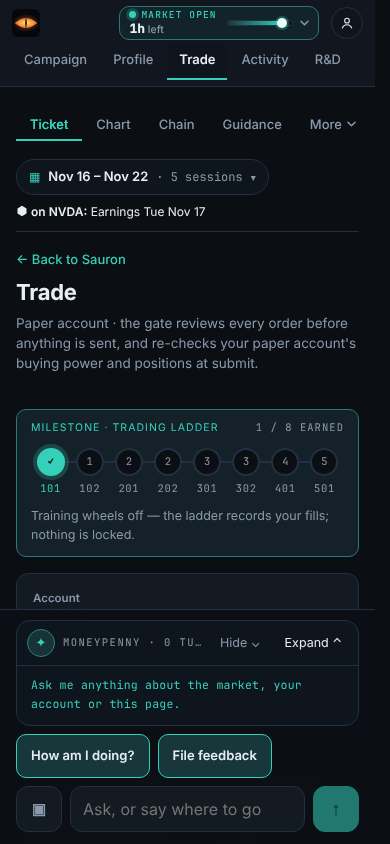 MARKET OPEN
1h left
Campaign Profile Trade Activity R&D
Ticket Chart Chain Guidance More
Nov 16 – Nov 22 · 5 sessions
on NVDA: Earnings Tue Nov 17
← Back to Sauron
Trade
Paper account · the gate reviews every order before
anything is sent, and re-checks your paper account's
buying power and positions at submit.
MILESTONE · TRADING LADDER 1 / 8 EARNED
✓ 1 2 2 3 3 4 5
101 102 201 202 301 302 401 501
Training wheels off — the ladder records your fills;
nothing is locked.
Account
MONEYPENNY · 0 TU… Hide Expand
Ask me anything about the market, your
account or this page.
How am I doing? File feedback
Ask, or say where to go